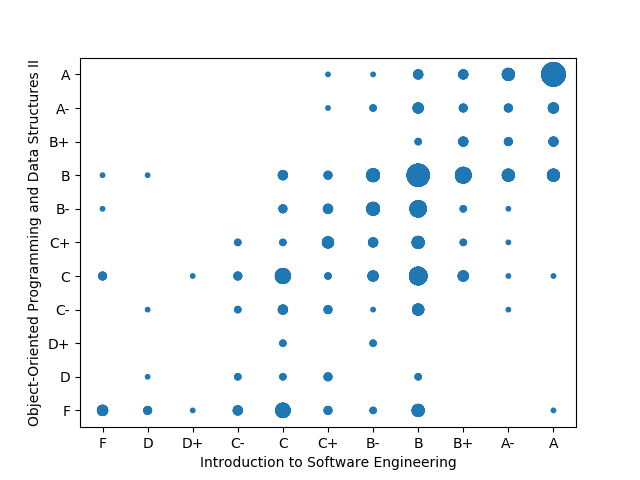 Object-Oriented Programming and Data Structures II
A
A-
B+
B
B-
C+
C
C-
D+
D
F
F D D+ C- C C+ B- B B+ A- A
Introduction to Software Engineering